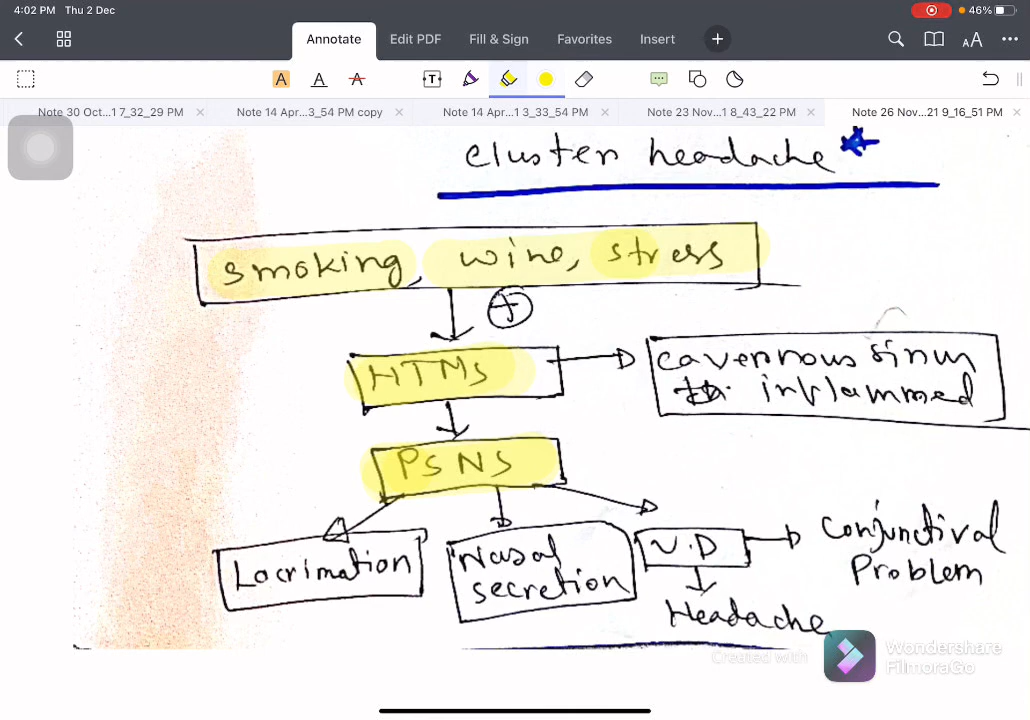 4:02 PM Thu 2 Dec
46%
Annotate Edit PDF Fill & Sign Favorites Insert
Note 30 Oct...1 7_32_29 PM
Note 14 Apr...3_54 PM copy
Note 14 Apr...1 3_33_54 PM
Note 23 Nov...1 8_43_22 PM
Note 26 Nov...21 9_16_51 PM
cluster headache
smoking, wine, stress
+
HTMs
cavernous sinus
inflammed
PSNS
Lacrimation
Nasal
secretion
V.D
Conjunctival
Problem
Headache
Created with
Wondershare
FilmoraGo